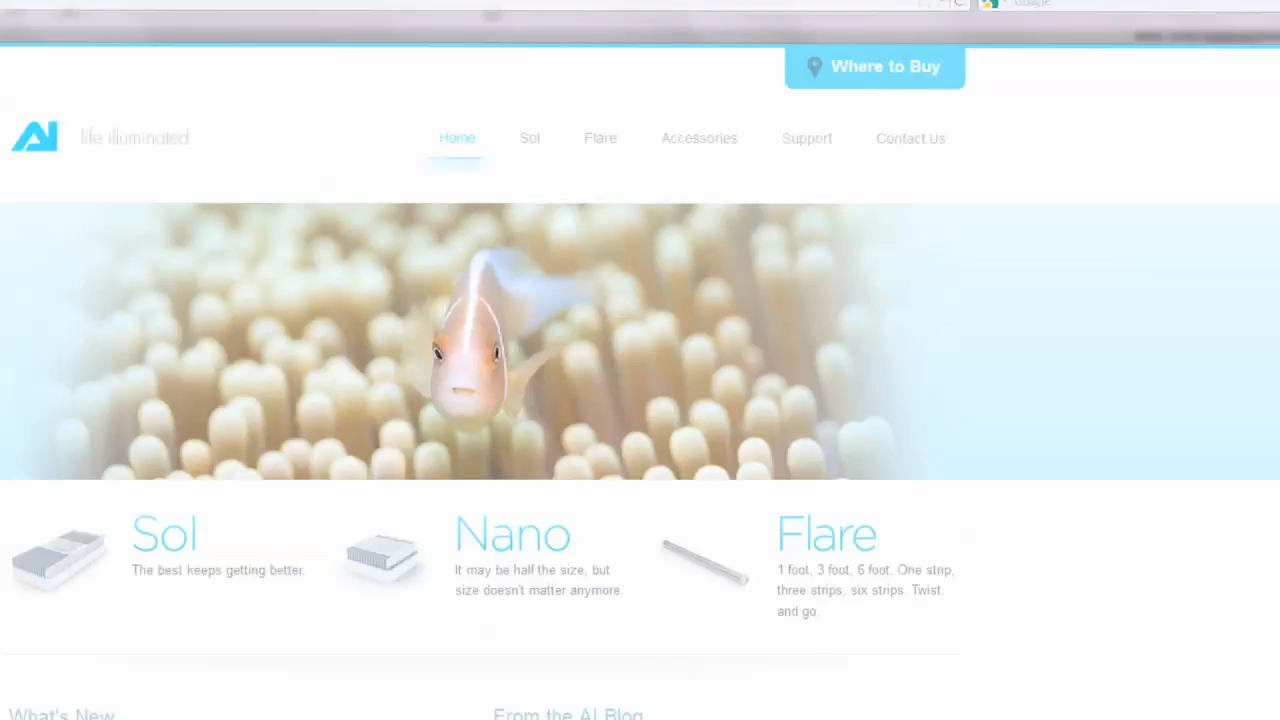 Google
Where to Buy
AI life illuminated
Home Sol Flare Accessories Support Contact Us
Sol
The best keeps getting better.
Nano
It may be half the size, but
size doesn't matter anymore.
Flare
1 foot, 3 foot, 6 foot. One strip,
three strips, six strips. Twist
and go.
What's New
From the AI Blog